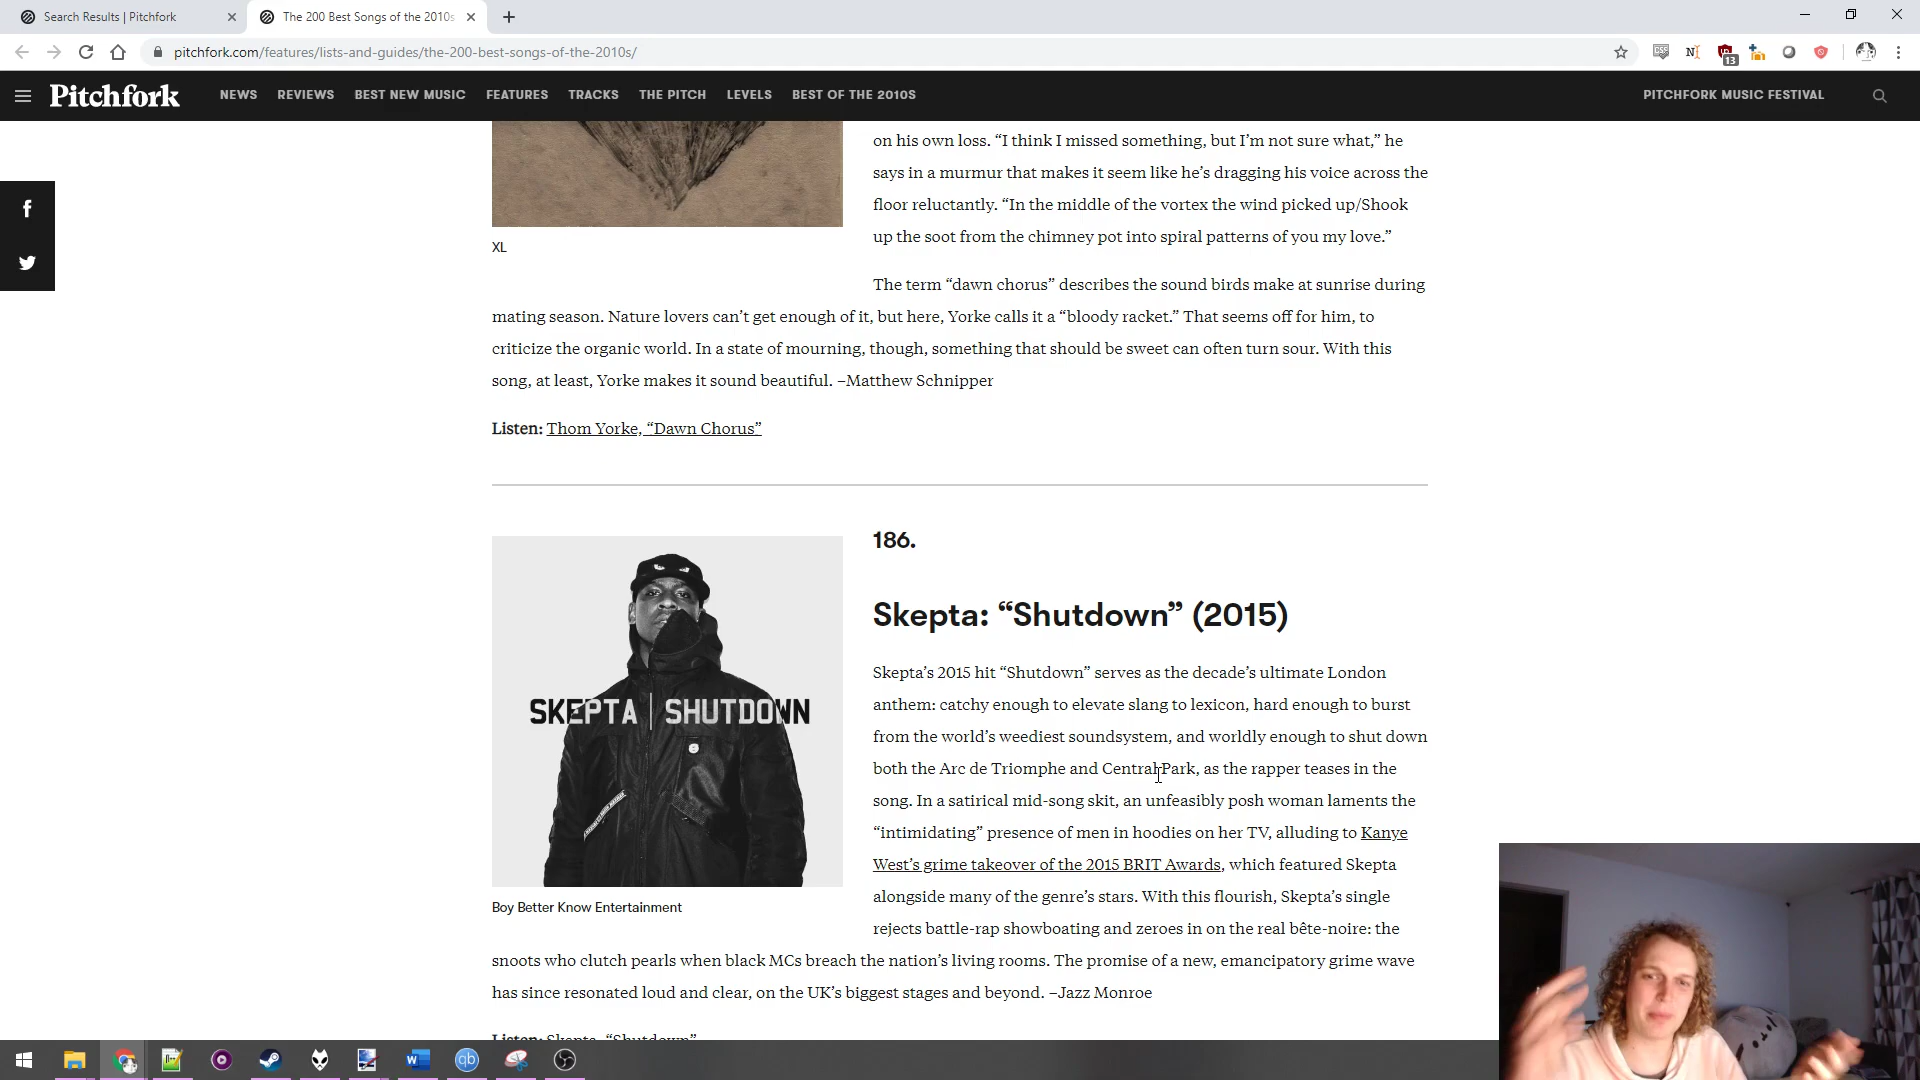 Search Results | Pitchfork
The 200 Best Songs of the 2010s
pitchfork.com/features/lists-and-guides/the-200-best-songs-of-the-2010s/
13
Pitchfork
NEWS REVIEWS BEST NEW MUSIC FEATURES TRACKS THE PITCH LEVELS BEST OF THE 2010S
PITCHFORK MUSIC FESTIVAL
on his own loss. “I think I missed something, but I’m not sure what,” he
says in a murmur that makes it seem like he’s dragging his voice across the
floor reluctantly. “In the middle of the vortex the wind picked up/Shook
up the soot from the chimney pot into spiral patterns of you my love.”
XL
The term “dawn chorus” describes the sound birds make at sunrise during
mating season. Nature lovers can’t get enough of it, but here, Yorke calls it a “bloody racket.” That seems off for him, to
criticize the organic world. In a state of mourning, though, something that should be sweet can often turn sour. With this
song, at least, Yorke makes it sound beautiful. –Matthew Schnipper
Listen: Thom Yorke, “Dawn Chorus”
186.
Skepta: “Shutdown” (2015)
SKEPTA | SHUTDOWN
Boy Better Know Entertainment
Skepta’s 2015 hit “Shutdown” serves as the decade’s ultimate London
anthem: catchy enough to elevate slang to lexicon, hard enough to burst
from the world’s weediest soundsystem, and worldly enough to shut down
both the Arc de Triomphe and Central Park, as the rapper teases in the
song. In a satirical mid-song skit, an unfeasibly posh woman laments the
“intimidating” presence of men in hoodies on her TV, alluding to Kanye
West’s grime takeover of the 2015 BRIT Awards, which featured Skepta
alongside many of the genre’s stars. With this flourish, Skepta’s single
rejects battle-rap showboating and zeroes in on the real bête-noire: the
snoots who clutch pearls when black MCs breach the nation’s living rooms. The promise of a new, emancipatory grime wave
has since resonated loud and clear, on the UK’s biggest stages and beyond. –Jazz Monroe
Listen: Skepta, “Shutdown”